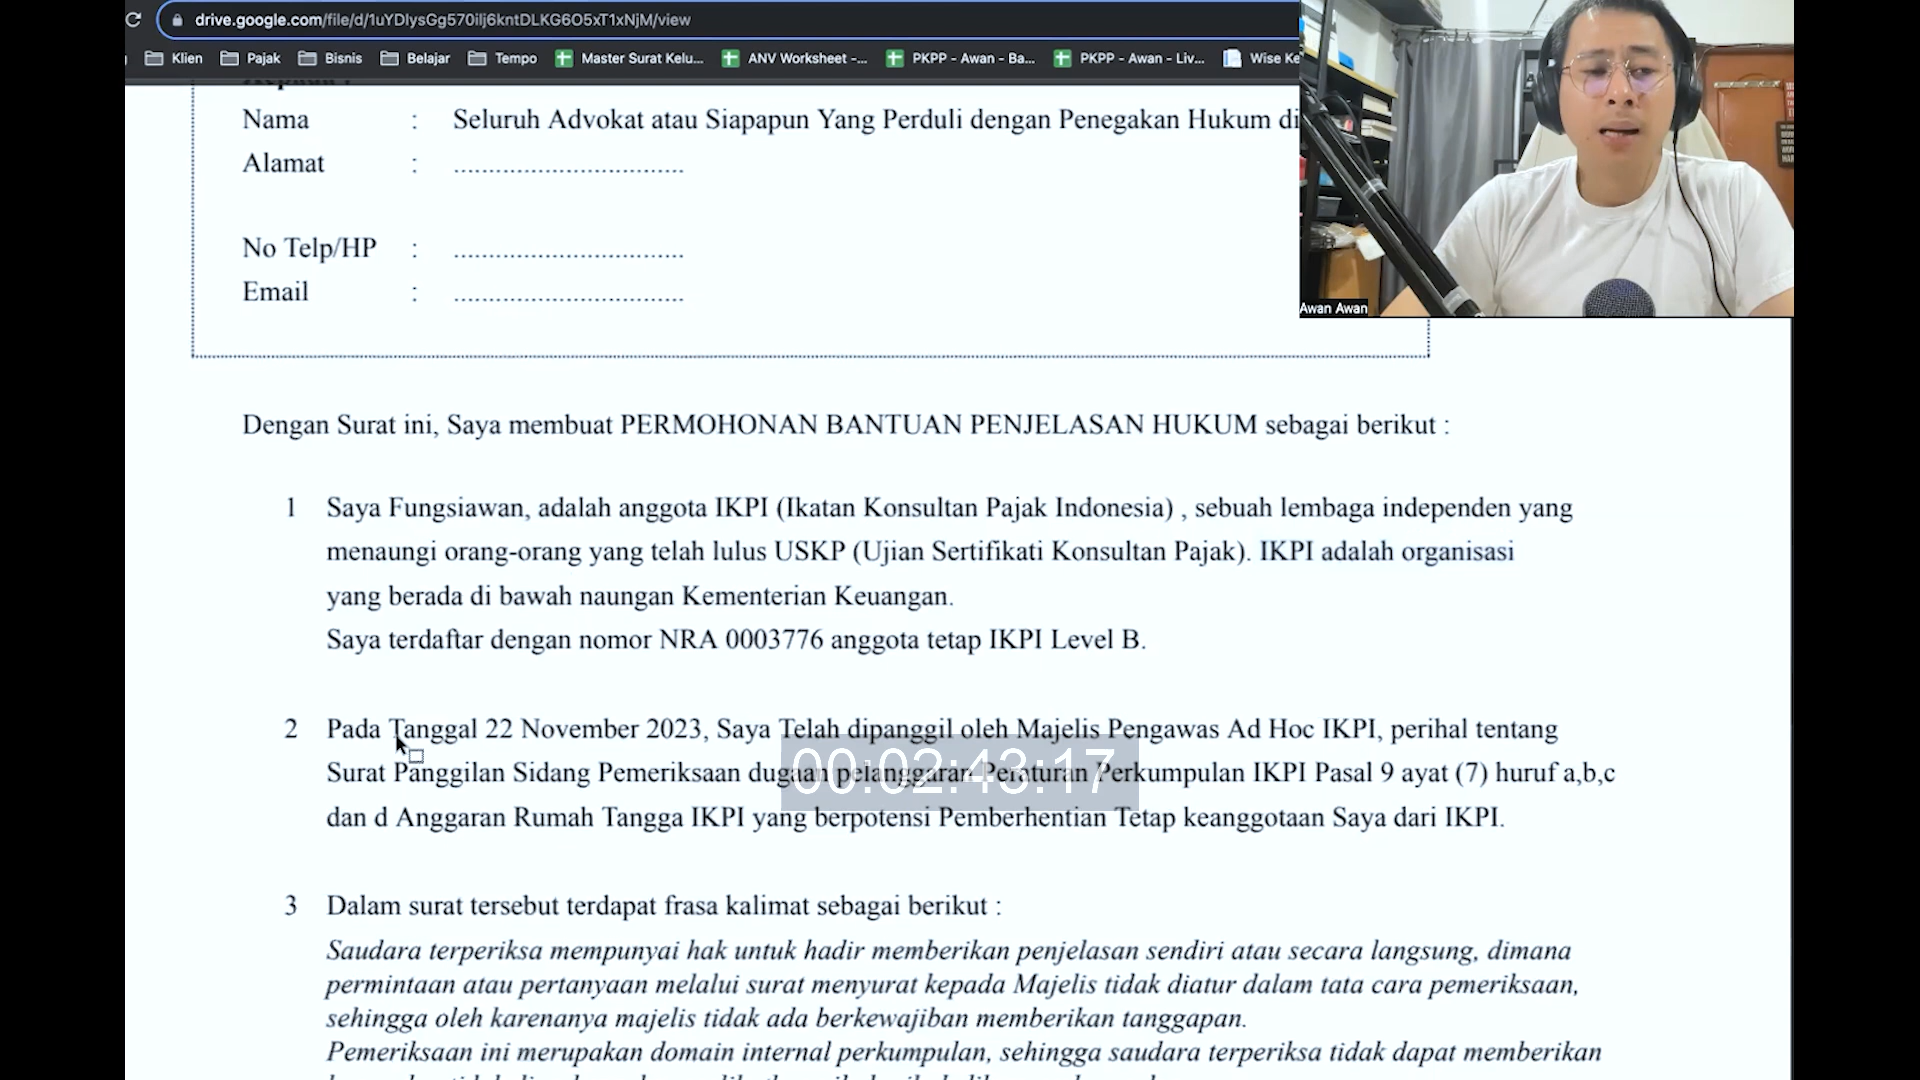 drive.google.com/file/d/1uYDlysGg570ilj6kntDLKG6O5xT1xNjM/view
Klien Pajak Bisnis Belajar Tempo Master Surat Kelu... ANV Worksheet -... PKPP - Awan - Ba... PKPP - Awan - Liv... Wise Ke
Nama : Seluruh Advokat atau Siapapun Yang Perduli dengan Penegakan Hukum di
Alamat : .................................
No Telp/HP : .................................
Email : .................................
Awan Awan
Dengan Surat ini, Saya membuat PERMOHONAN BANTUAN PENJELASAN HUKUM sebagai berikut :
1 Saya Fungsiawan, adalah anggota IKPI (Ikatan Konsultan Pajak Indonesia) , sebuah lembaga independen yang
menaungi orang-orang yang telah lulus USKP (Ujian Sertifikati Konsultan Pajak). IKPI adalah organisasi
yang berada di bawah naungan Kementerian Keuangan.
Saya terdaftar dengan nomor NRA 0003776 anggota tetap IKPI Level B.
2 Pada Tanggal 22 November 2023, Saya Telah dipanggil oleh Majelis Pengawas Ad Hoc IKPI, perihal tentang
Surat Panggilan Sidang Pemeriksaan dugaan pelanggaran Peraturan Perkumpulan IKPI Pasal 9 ayat (7) huruf a,b,c
00:02:43:17
dan d Anggaran Rumah Tangga IKPI yang berpotensi Pemberhentian Tetap keanggotaan Saya dari IKPI.
3 Dalam surat tersebut terdapat frasa kalimat sebagai berikut :
Saudara terperiksa mempunyai hak untuk hadir memberikan penjelasan sendiri atau secara langsung, dimana
permintaan atau pertanyaan melalui surat menyurat kepada Majelis tidak diatur dalam tata cara pemeriksaan,
sehingga oleh karenanya majelis tidak ada berkewajiban memberikan tanggapan.
Pemeriksaan ini merupakan domain internal perkumpulan, sehingga saudara terperiksa tidak dapat memberikan